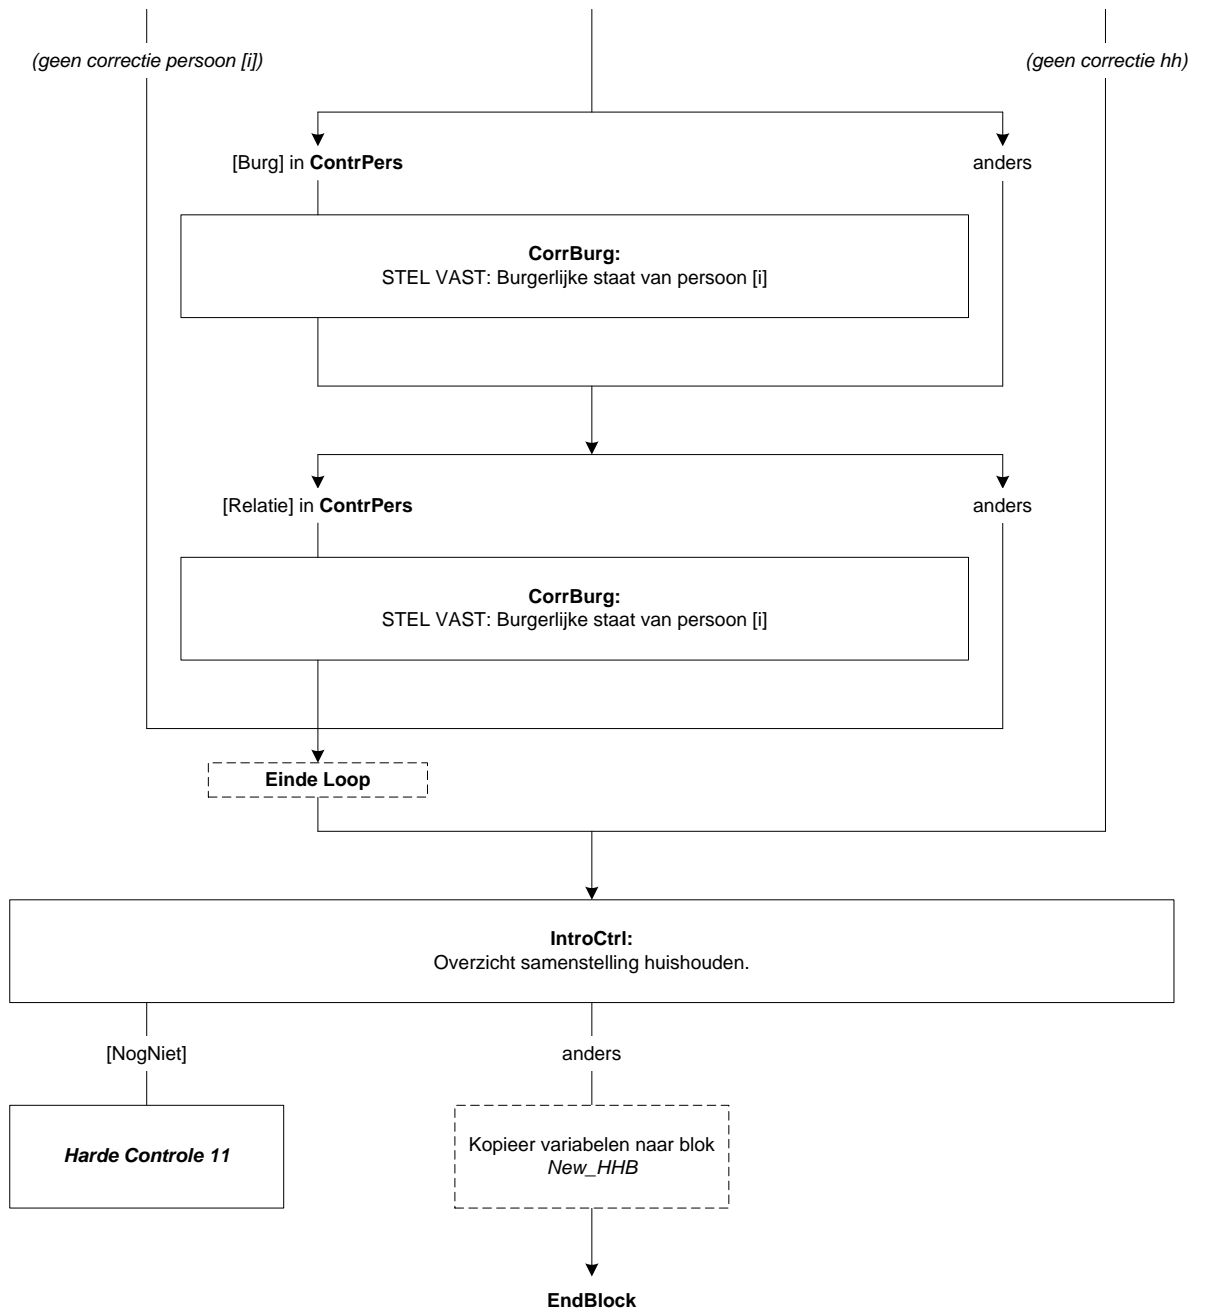 (geen correctie persoon [i])
(geen correctie hh)
[Burg] in ContrPers
anders
CorrBurg:
STEL VAST: Burgerlijke staat van persoon [i]
[Relatie] in ContrPers
anders
CorrBurg:
STEL VAST: Burgerlijke staat van persoon [i]
Einde Loop
IntroCtrl:
Overzicht samenstelling huishouden.
[NogNiet]
anders
Harde Controle 11
Kopieer variabelen naar blok
New_HHB
EndBlock